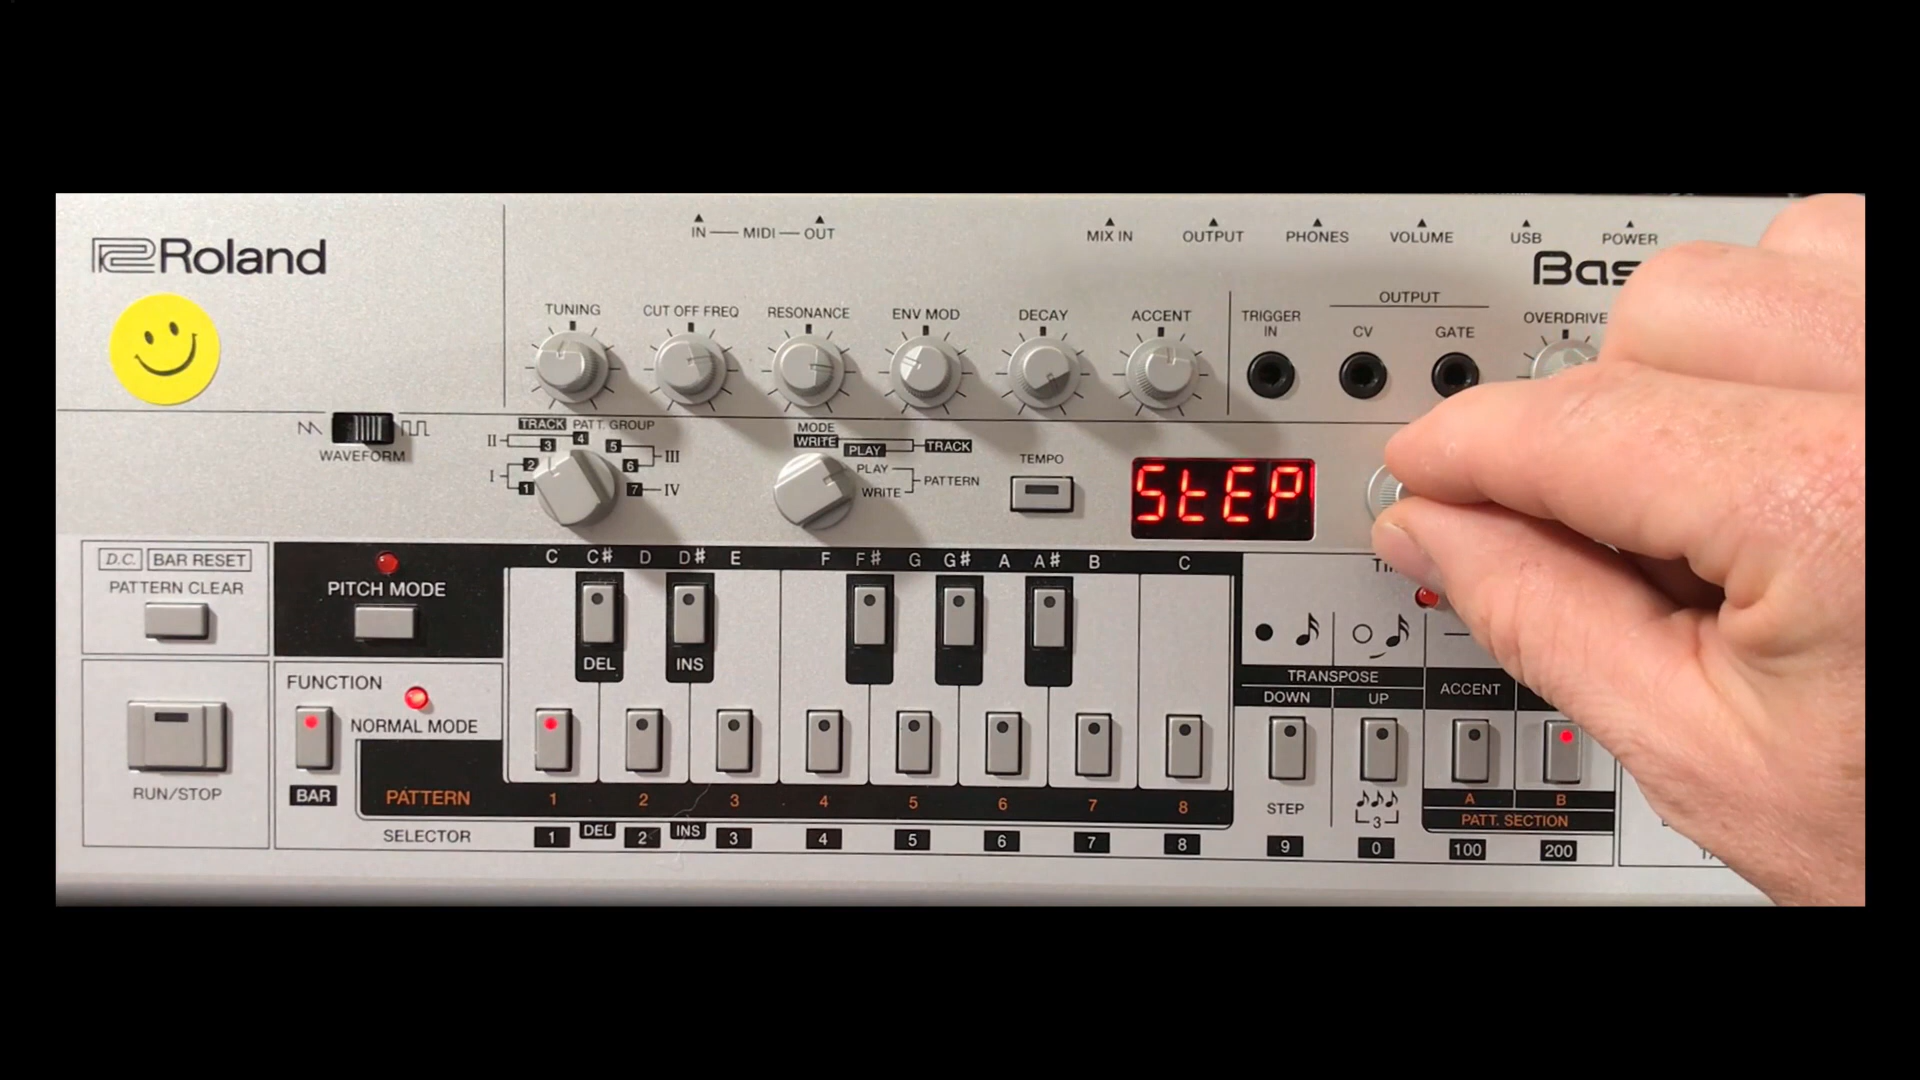 IN MIDI OUT
MIX IN OUTPUT PHONES VOLUME USB POWER
Roland
Bas
TUNING CUT OFF FREQ RESONANCE ENV MOD DECAY ACCENT
OUTPUT
TRIGGER IN CV GATE OVERDRIVE
TRACK PATT. GROUP
II 3 4 5 III
I 2 6
1 7 IV
WAVEFORM
MODE
WRITE PLAY TRACK
PLAY
WRITE PATTERN
TEMPO
StEP
D.C. BAR RESET
PATTERN CLEAR
PITCH MODE
C C# D D# E F F# G G# A A# B C
DEL INS
TRANSPOSE
DOWN UP ACCENT
FUNCTION
NORMAL MODE
RUN/STOP
BAR
PATTERN 1 2 3 4 5 6 7 8
STEP 3 A B
PATT. SECTION
SELECTOR 1 DEL 2 INS 3 4 5 6 7 8 9 0 100 200